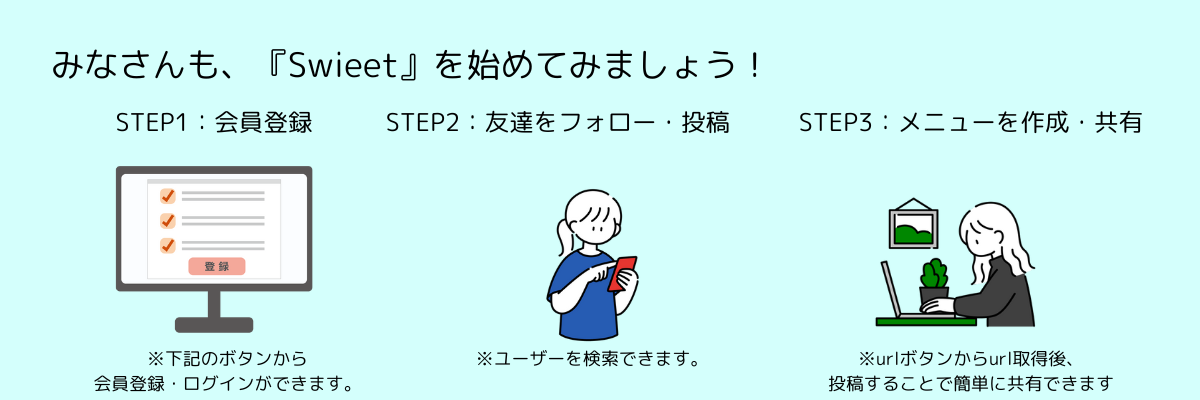 みなさんも、『Swieet』を始めてみましょう！
STEP1：会員登録
STEP2：友達をフォロー・投稿
STEP3：メニューを作成・共有
登録
※下記のボタンから
会員登録・ログインができます。
※ユーザーを検索できます。
※urlボタンからurl取得後、
投稿することで簡単に共有できます